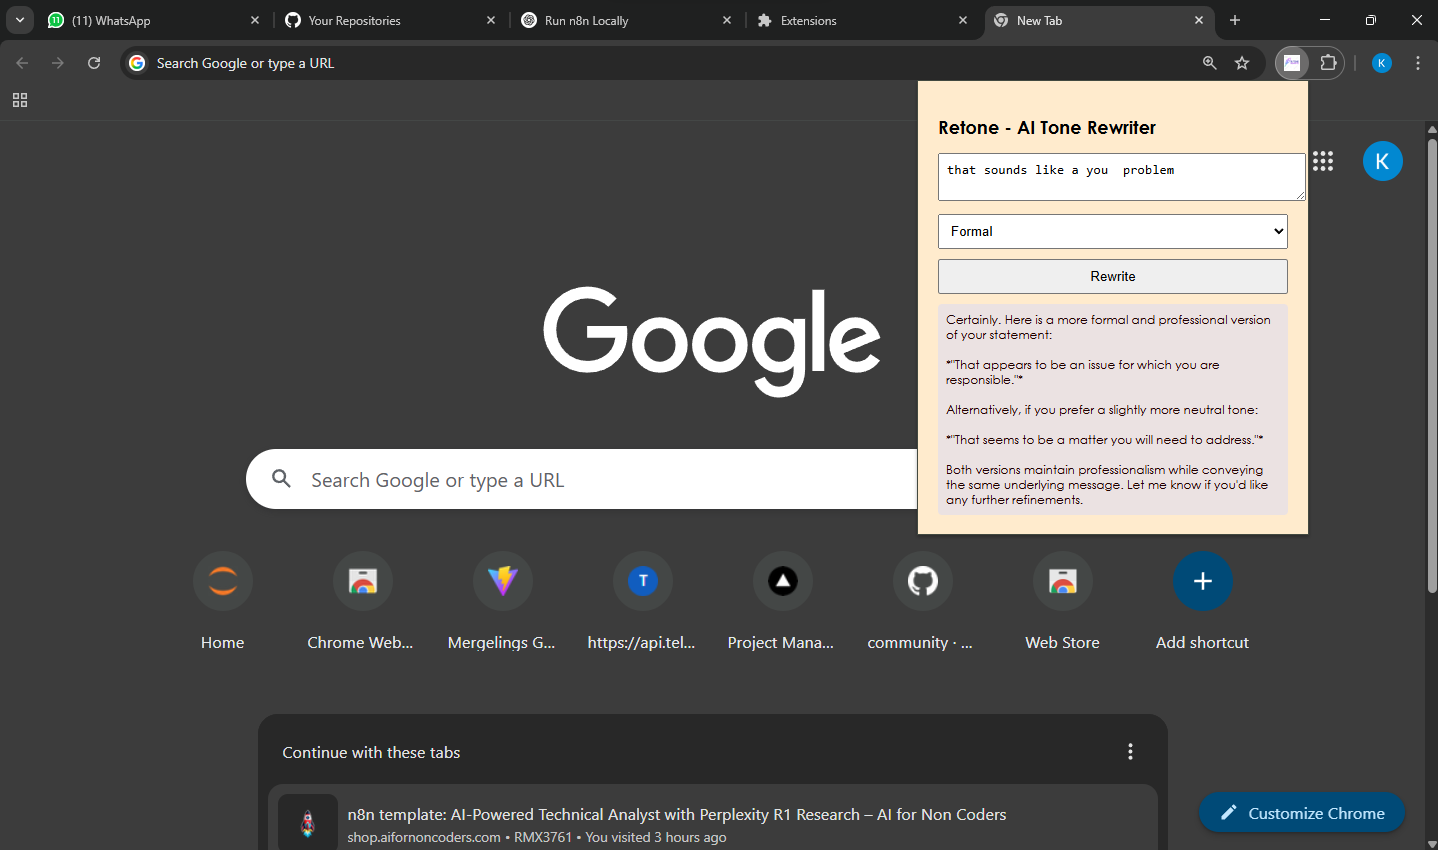 (11) WhatsApp
Your Repositories
Run n8n Locally
Extensions
New Tab
Search Google or type a URL
K
Retone - AI Tone Rewriter
that sounds like a you  problem
Formal
Rewrite
Certainly. Here is a more formal and professional version
of your statement:
*"That appears to be an issue for which you are
responsible."*
Alternatively, if you prefer a slightly more neutral tone:
*"That seems to be a matter you will need to address."*
Both versions maintain professionalism while conveying
the same underlying message. Let me know if you'd like
any further refinements.
K
Google
Search Google or type a URL
T
Home
Chrome Web...
Mergelings G...
https://api.tel...
Project Mana...
community · ...
Web Store
Add shortcut
Continue with these tabs
n8n template: AI-Powered Technical Analyst with Perplexity R1 Research – AI for Non Coders
shop.aifornoncoders.com • RMX3761 • You visited 3 hours ago
Customize Chrome